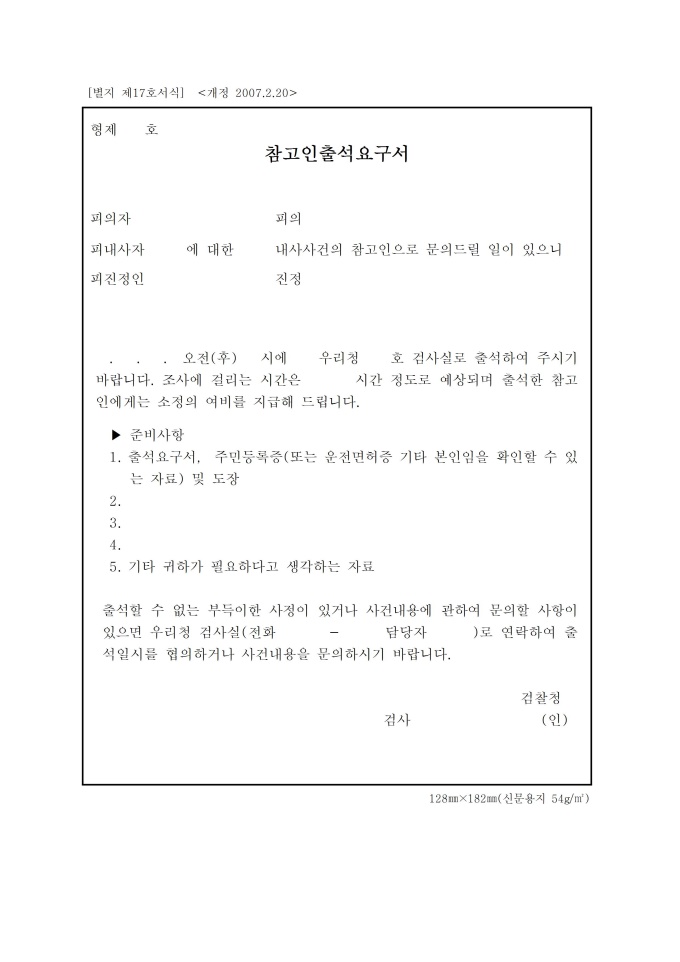 [별지 제17호서식] <개정 2007.2.20>
형제 호
참고인출석요구서
피의자 피의
피내사자 에 대한 내사사건의 참고인으로 문의드릴 일이 있으니
피진정인 진정
. . . 오전(후) 시에 우리청 호 검사실로 출석하여 주시기
바랍니다. 조사에 걸리는 시간은 시간 정도로 예상되며 출석한 참고
인에게는 소정의 여비를 지급해 드립니다.
▶ 준비사항
1. 출석요구서, 주민등록증(또는 운전면허증 기타 본인임을 확인할 수 있
는 자료) 및 도장
2.
3.
4.
5. 기타 귀하가 필요하다고 생각하는 자료
출석할 수 없는 부득이한 사정이 있거나 사건내용에 관하여 문의할 사항이
있으면 우리청 검사실(전화 − 담당자 )로 연락하여 출
석일시를 협의하거나 사건내용을 문의하시기 바랍니다.
검찰청
검사 (인)
128㎜×182㎜(신문용지 54g/㎡)